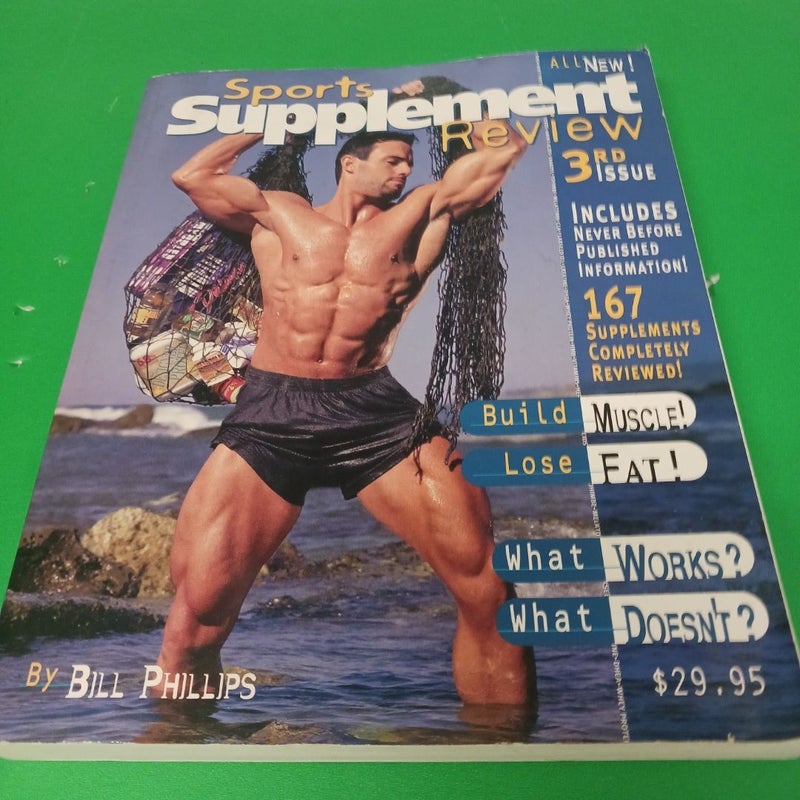 Sports
Supplement
Review
ALL NEW!
3RD
ISSUE
INCLUDES
NEVER BEFORE
PUBLISHED
INFORMATION!
167
SUPPLEMENTS
COMPLETELY
REVIEWED!
Build MUSCLE!
Lose FAT!
What WORKS?
What DOESN'T?
$29.95
By BILL PHILLIPS